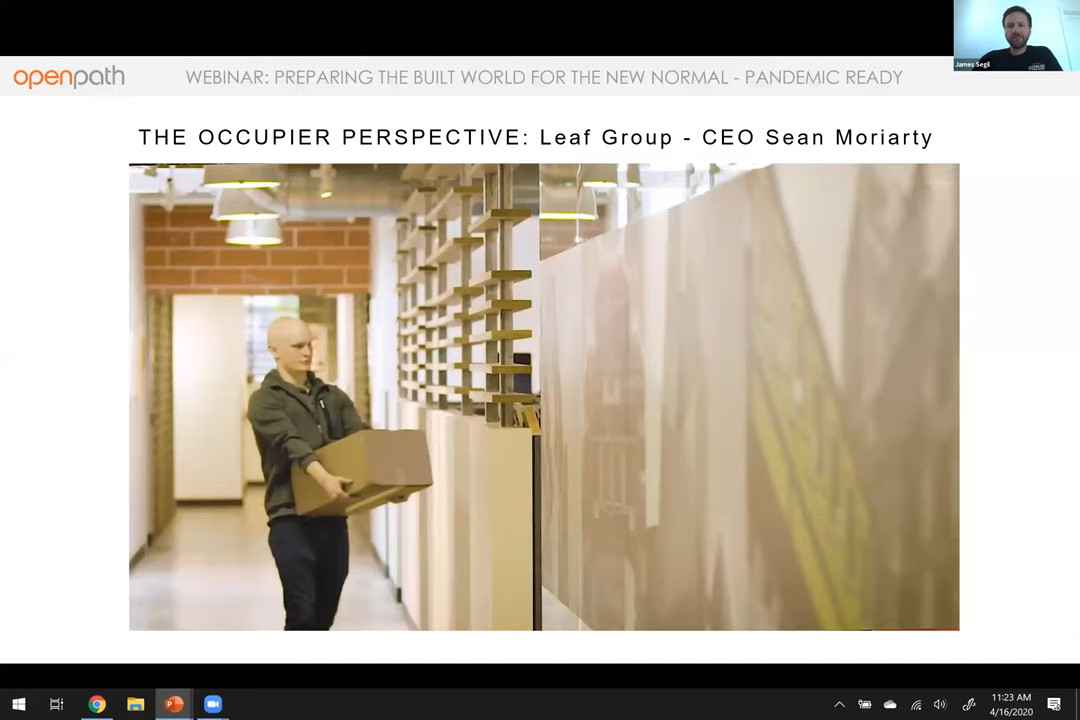 James Segil
openpath
WEBINAR: PREPARING THE BUILT WORLD FOR THE NEW NORMAL - PANDEMIC READY
THE OCCUPIER PERSPECTIVE: Leaf Group - CEO Sean Moriarty
11:23 AM
4/16/2020